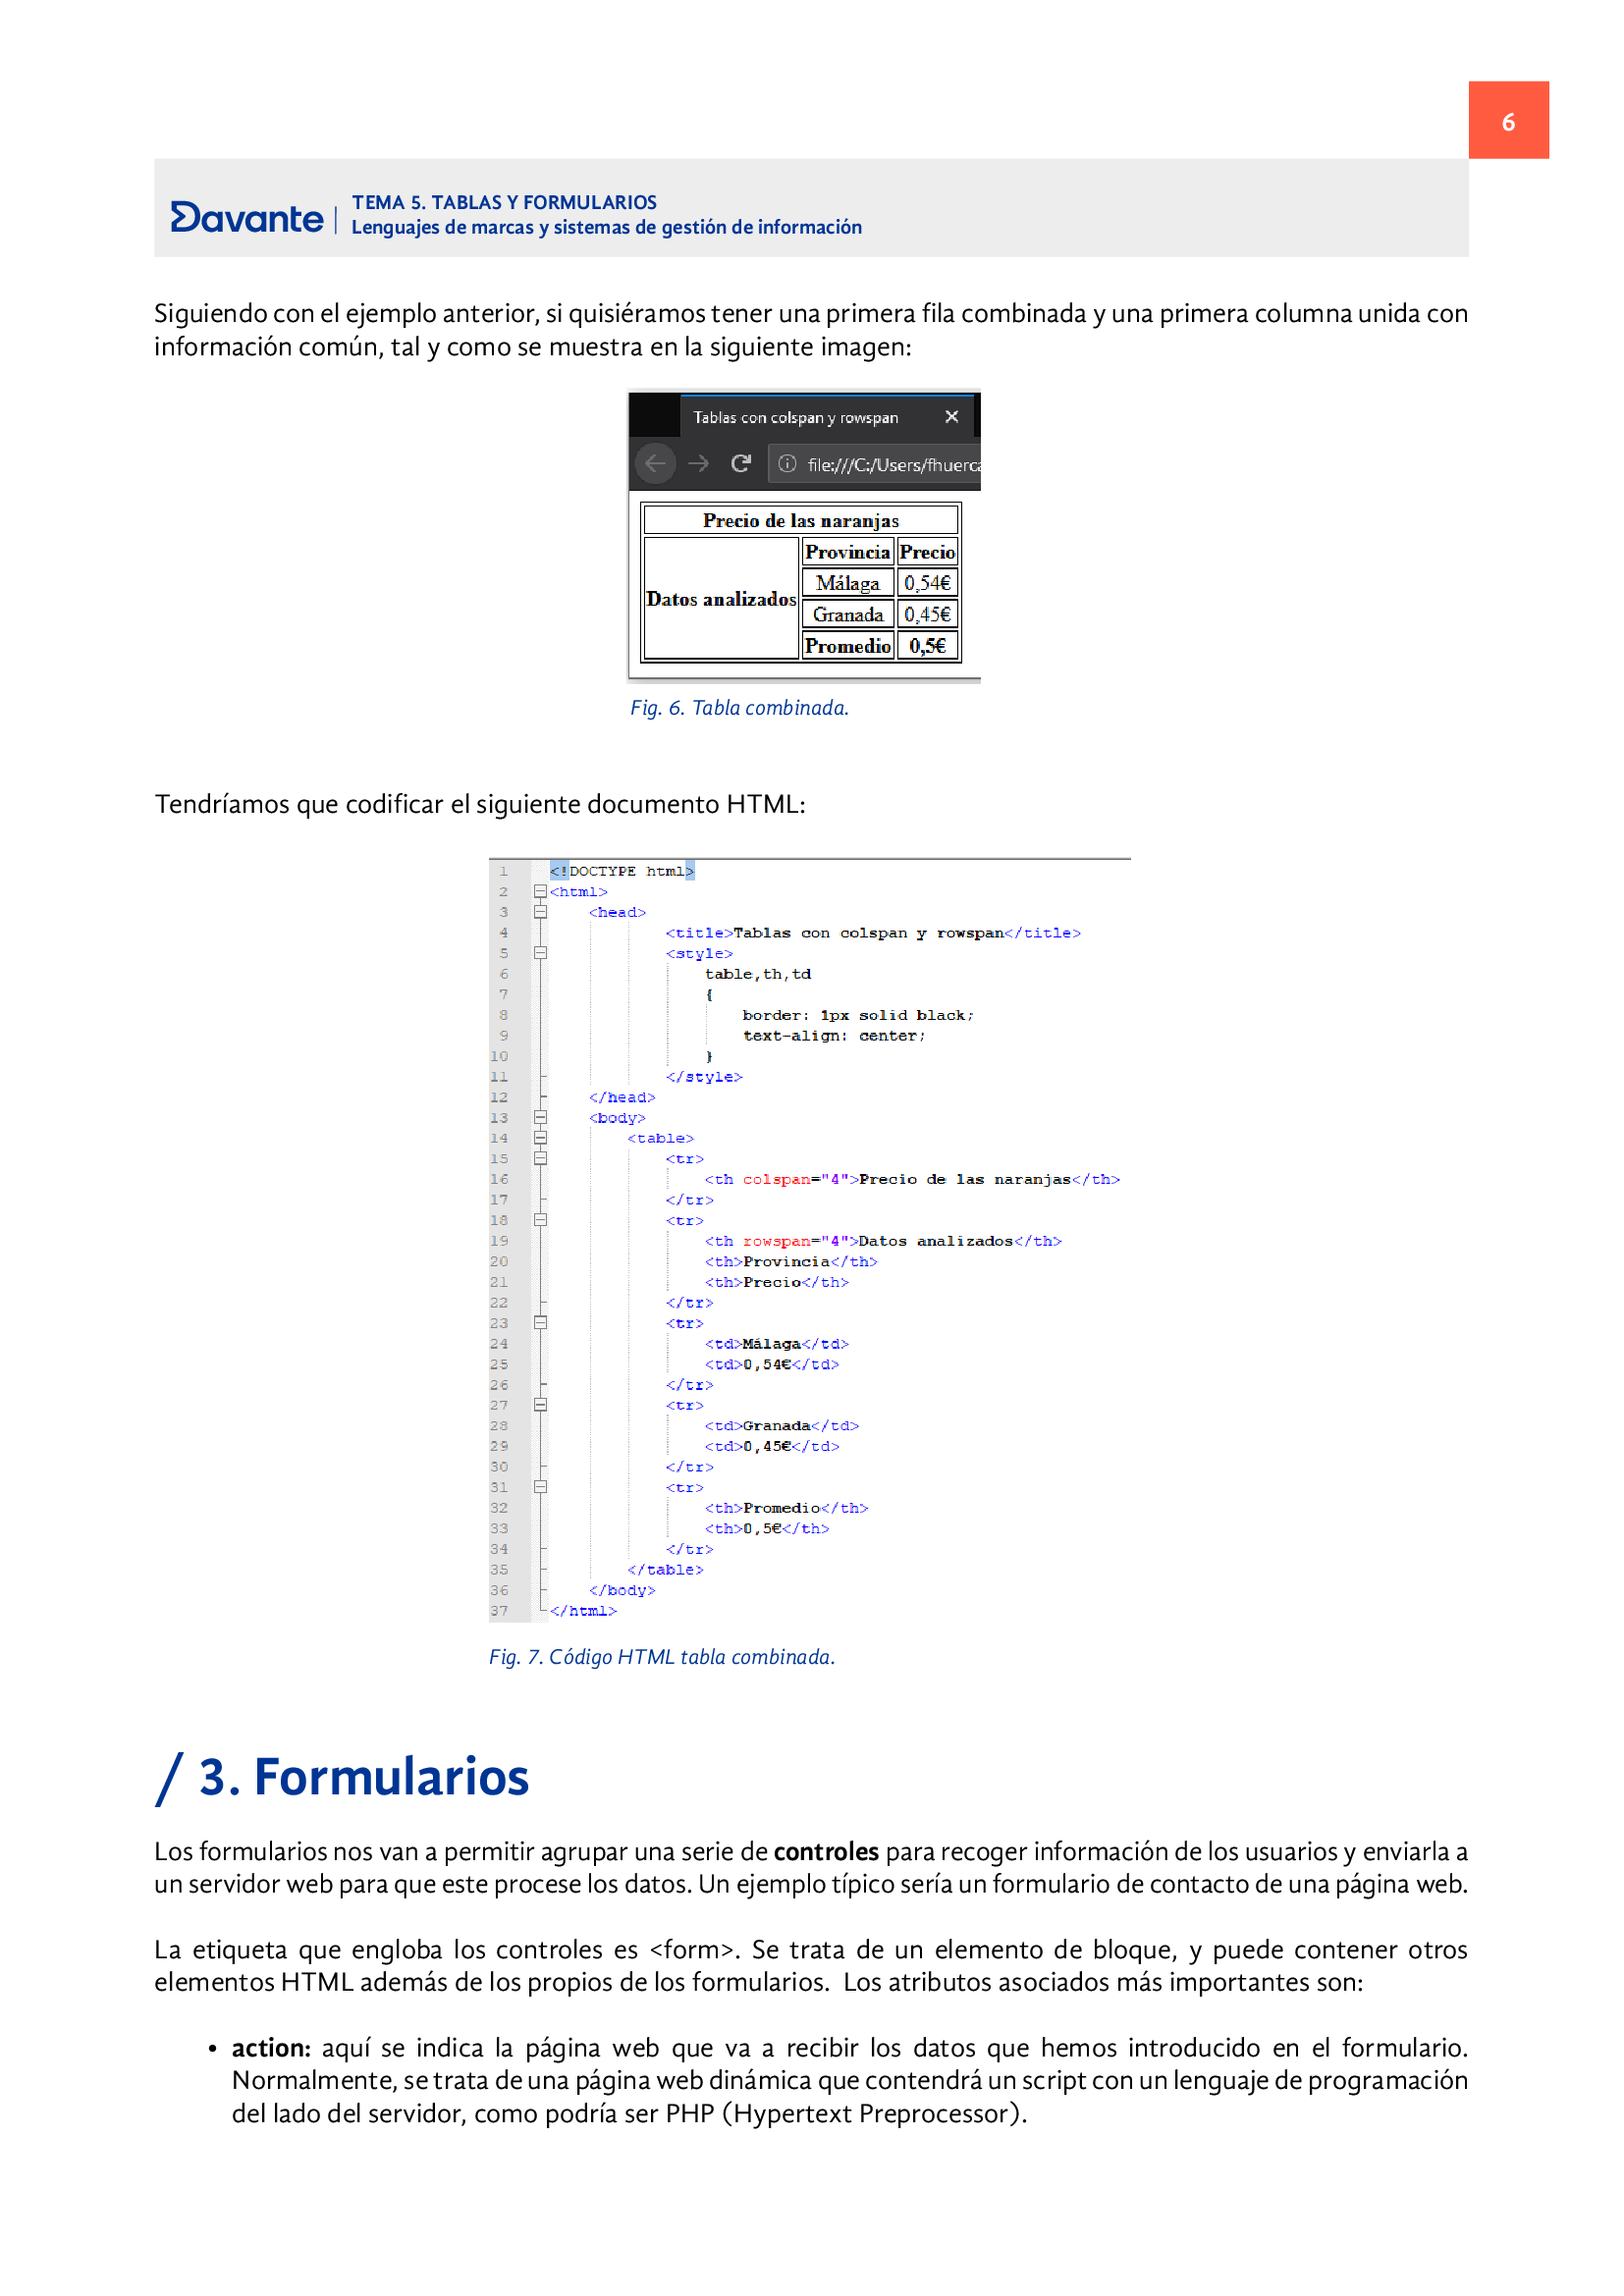 6
Davante
TEMA 5. TABLAS Y FORMULARIOS
Lenguajes de marcas y sistemas de gestión de información
Siguiendo con el ejemplo anterior, si quisiéramos tener una primera fila combinada y una primera columna unida con
información común, tal y como se muestra en la siguiente imagen:
Tablas con colspan y rowspan
file:///C:/Users/fhuerca
Precio de las naranjas
Datos analizados
Provincia Precio
Málaga 0,54€
Granada 0,45€
Promedio 0,5€
Fig. 6. Tabla combinada.
Tendríamos que codificar el siguiente documento HTML:
1 <!DOCTYPE html>
2 <html>
3 <head>
4 <title>Tablas con colspan y rowspan</title>
5 <style>
6 table,th,td
7 {
8 border: 1px solid black;
9 text-align: center;
10 }
11 </style>
12 </head>
13 <body>
14 <table>
15 <tr>
16 <th colspan="4">Precio de las naranjas</th>
17 </tr>
18 <tr>
19 <th rowspan="4">Datos analizados</th>
20 <th>Provincia</th>
21 <th>Precio</th>
22 </tr>
23 <tr>
24 <td>Málaga</td>
25 <td>0,54€</td>
26 </tr>
27 <tr>
28 <td>Granada</td>
29 <td>0,45€</td>
30 </tr>
31 <tr>
32 <th>Promedio</th>
33 <th>0,5€</th>
34 </tr>
35 </table>
36 </body>
37 </html>
Fig. 7. Código HTML tabla combinada.
/ 3. Formularios
Los formularios nos van a permitir agrupar una serie de controles para recoger información de los usuarios y enviarla a
un servidor web para que este procese los datos. Un ejemplo típico sería un formulario de contacto de una página web.
La etiqueta que engloba los controles es <form>. Se trata de un elemento de bloque, y puede contener otros
elementos HTML además de los propios de los formularios. Los atributos asociados más importantes son:
• action: aquí se indica la página web que va a recibir los datos que hemos introducido en el formulario.
Normalmente, se trata de una página web dinámica que contendrá un script con un lenguaje de programación
del lado del servidor, como podría ser PHP (Hypertext Preprocessor).